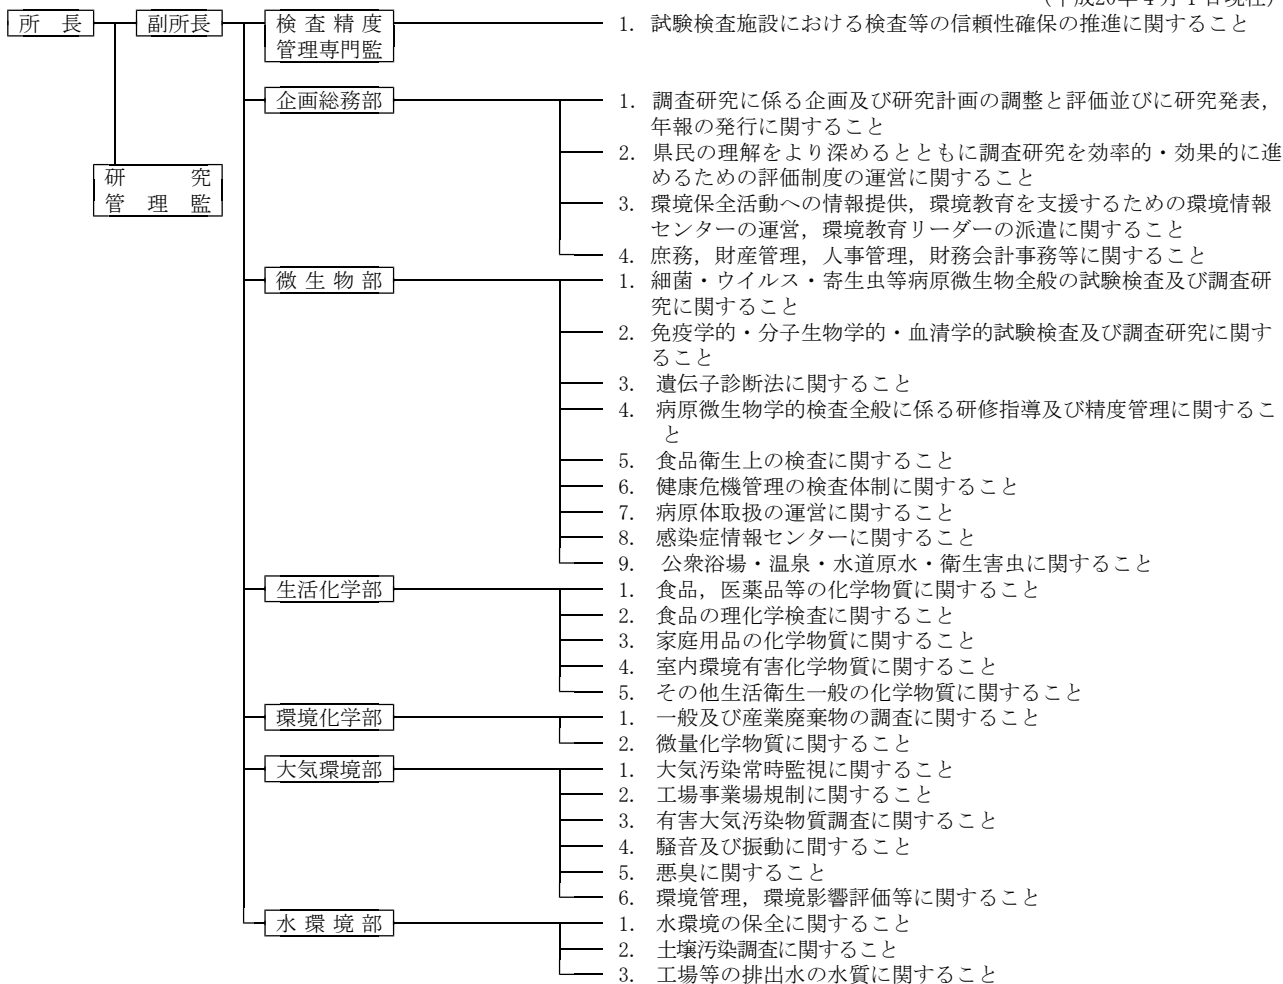 (平成20年4月1日現在)
所 長
副所長
検 査 精 度
管理専門監
1. 試験検査施設における検査等の信頼性確保の推進に関すること
企画総務部
1. 調査研究に係る企画及び研究計画の調整と評価並びに研究発表,
年報の発行に関すること
2. 県民の理解をより深めるとともに調査研究を効率的・効果的に進
めるための評価制度の運営に関すること
研 究
管 理 監
3. 環境保全活動への情報提供, 環境教育を支援するための環境情報
センターの運営, 環境教育リーダーの派遣に関すること
4. 庶務, 財産管理, 人事管理, 財務会計事務等に関すること
微 生 物 部
1. 細菌・ウイルス・寄生虫等病原微生物全般の試験検査及び調査研
究に関すること
2. 免疫学的・分子生物学的・血清学的試験検査及び調査研究に関す
ること
3. 遺伝子診断法に関すること
4. 病原微生物学的検査全般に係る研修指導及び精度管理に関するこ
と
5. 食品衛生上の検査に関すること
6. 健康危機管理の検査体制に関すること
7. 病原体取扱の運営に関すること
8. 感染症情報センターに関すること
9. 公衆浴場・温泉・水道原水・衛生害虫に関すること
生活化学部
1. 食品, 医薬品等の化学物質に関すること
2. 食品の理化学検査に関すること
3. 家庭用品の化学物質に関すること
4. 室内環境有害化学物質に関すること
5. その他生活衛生一般の化学物質に関すること
環境化学部
1. 一般及び産業廃棄物の調査に関すること
2. 微量化学物質に関すること
大気環境部
1. 大気汚染常時監視に関すること
2. 工場事業場規制に関すること
3. 有害大気汚染物質調査に関すること
4. 騒音及び振動に間すること
5. 悪臭に関すること
6. 環境管理, 環境影響評価等に関すること
水 環 境 部
1. 水環境の保全に関すること
2. 土壌汚染調査に関すること
3. 工場等の排出水の水質に関すること